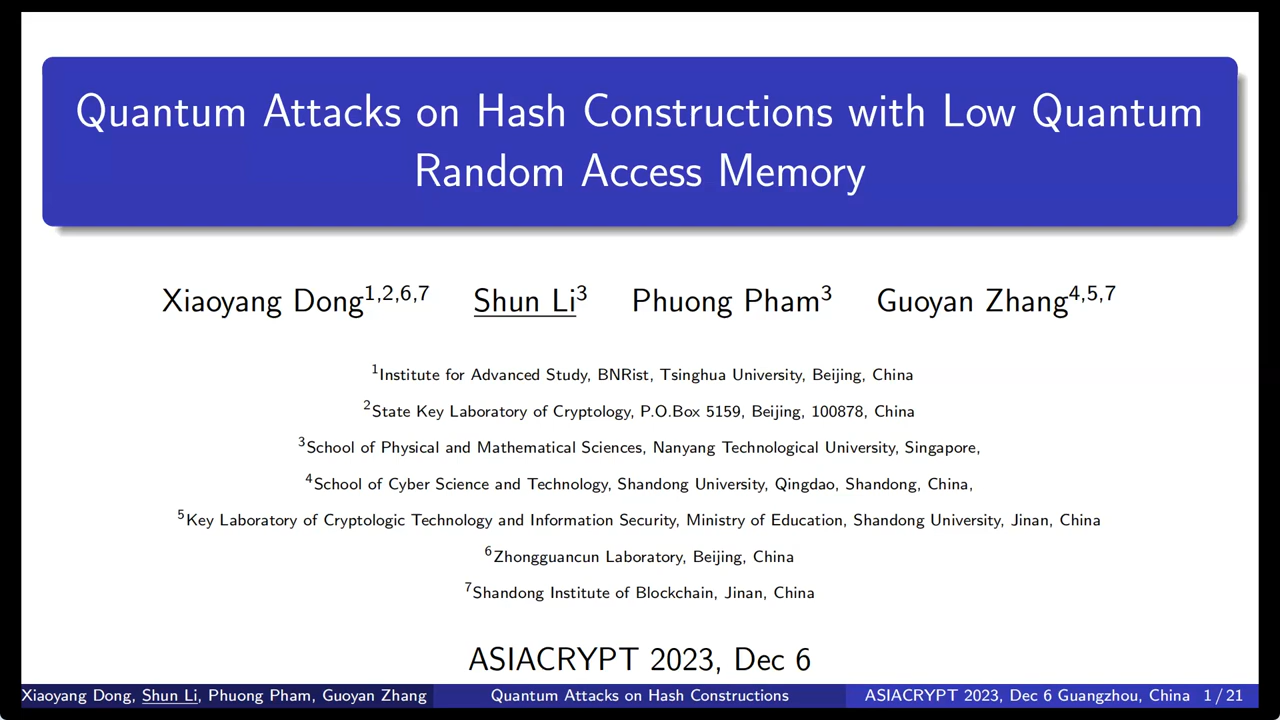 Quantum Attacks on Hash Constructions with Low Quantum
Random Access Memory
Xiaoyang Dong1,2,6,7 Shun Li3 Phuong Pham3 Guoyan Zhang4,5,7
1Institute for Advanced Study, BNRist, Tsinghua University, Beijing, China
2State Key Laboratory of Cryptology, P.O.Box 5159, Beijing, 100878, China
3School of Physical and Mathematical Sciences, Nanyang Technological University, Singapore,
4School of Cyber Science and Technology, Shandong University, Qingdao, Shandong, China,
5Key Laboratory of Cryptologic Technology and Information Security, Ministry of Education, Shandong University, Jinan, China
6Zhongguancun Laboratory, Beijing, China
7Shandong Institute of Blockchain, Jinan, China
ASIACRYPT 2023, Dec 6
Xiaoyang Dong, Shun Li, Phuong Pham, Guoyan Zhang Quantum Attacks on Hash Constructions ASIACRYPT 2023, Dec 6 Guangzhou, China 1 / 21